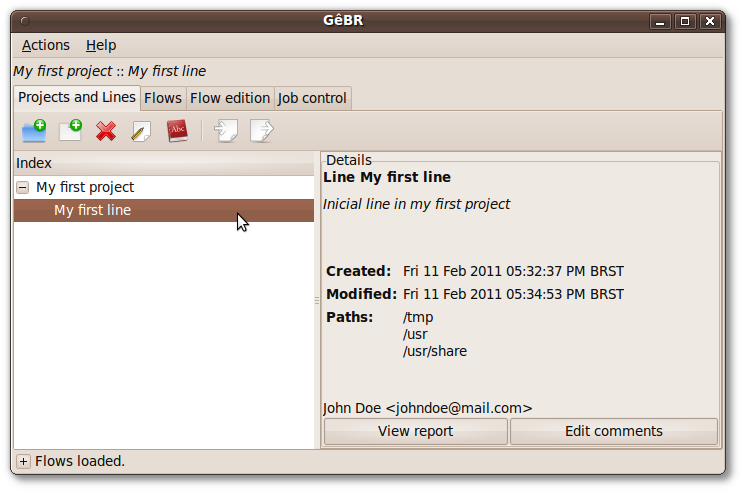 GêBR
Actions Help
My first project :: My first line
Projects and Lines Flows Flow edition Job control
Abc
Index
My first project
My first line
Details
Line My first line
Inicial line in my first project
Created: Fri 11 Feb 2011 05:32:37 PM BRST
Modified: Fri 11 Feb 2011 05:34:53 PM BRST
Paths: /tmp
/usr
/usr/share
John Doe <johndoe@mail.com>
View report Edit comments
Flows loaded.